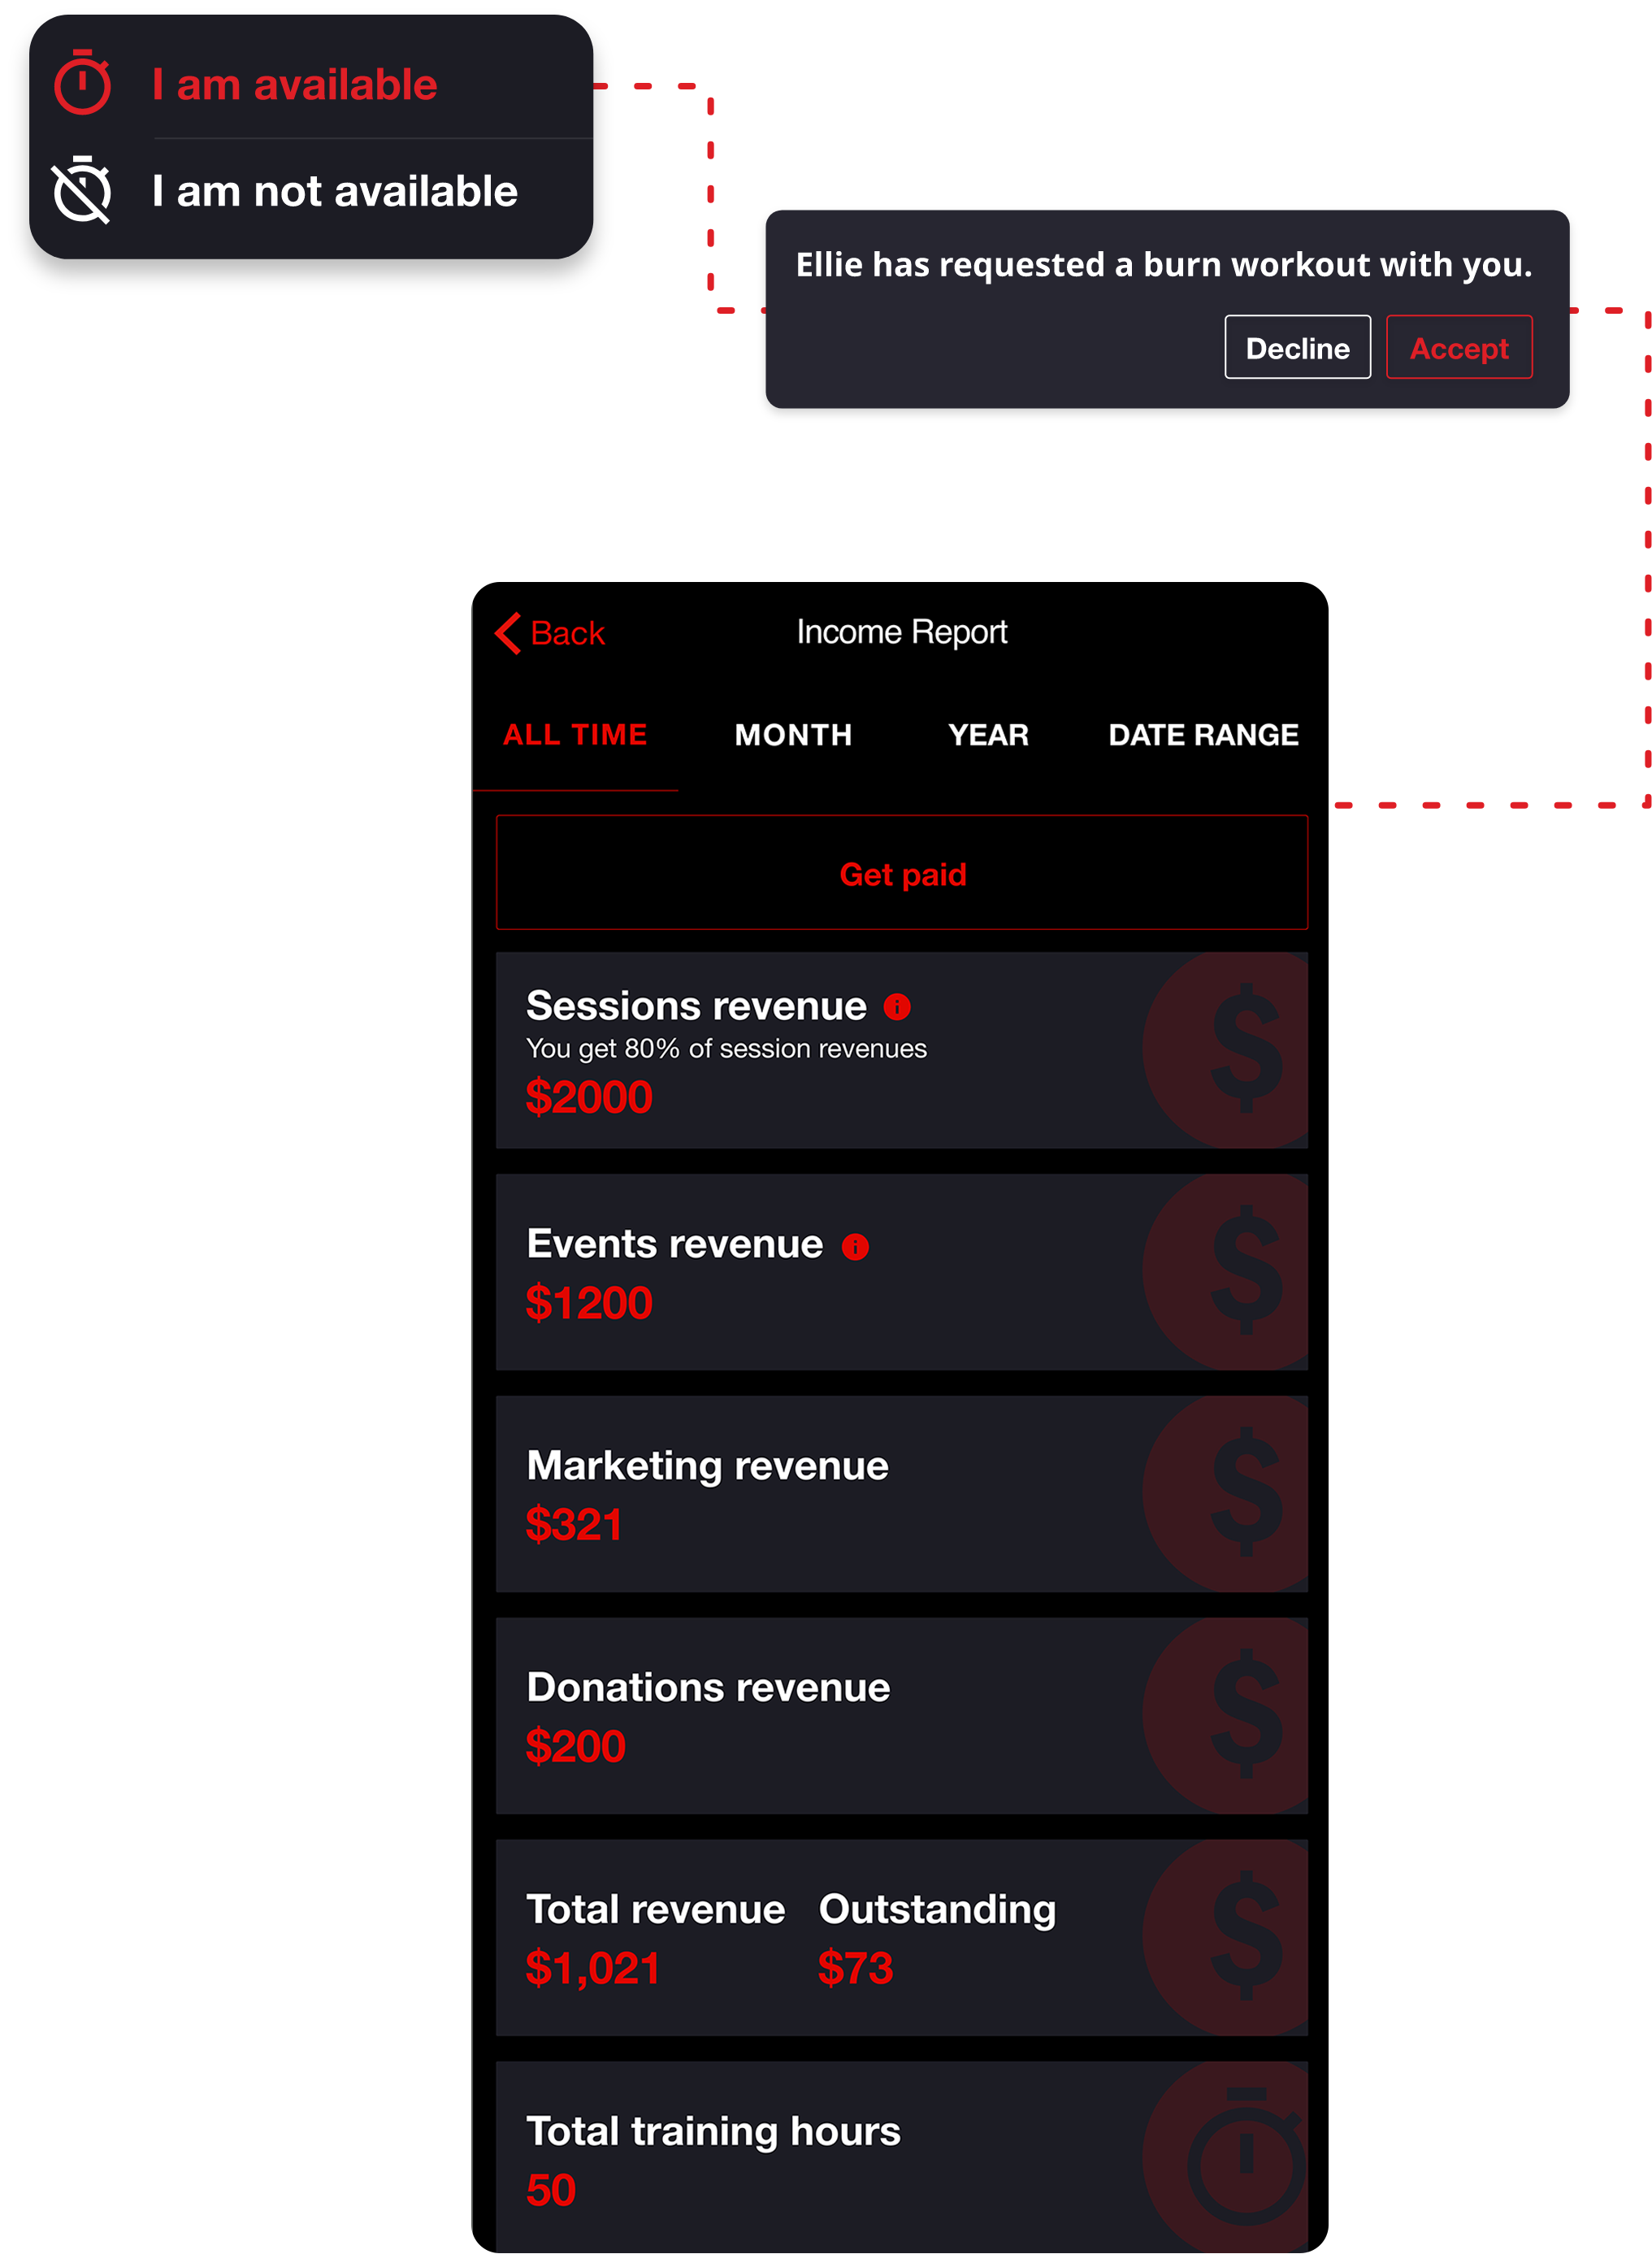 I am available
I am not available
Ellie has requested a burn workout with you.
Decline Accept
Back Income Report
ALL TIME MONTH YEAR DATE RANGE
Get paid
Sessions revenue
You get 80% of session revenues
$2000
Events revenue
$1200
Marketing revenue
$321
Donations revenue
$200
Total revenue Outstanding
$1,021 $73
Total training hours
50